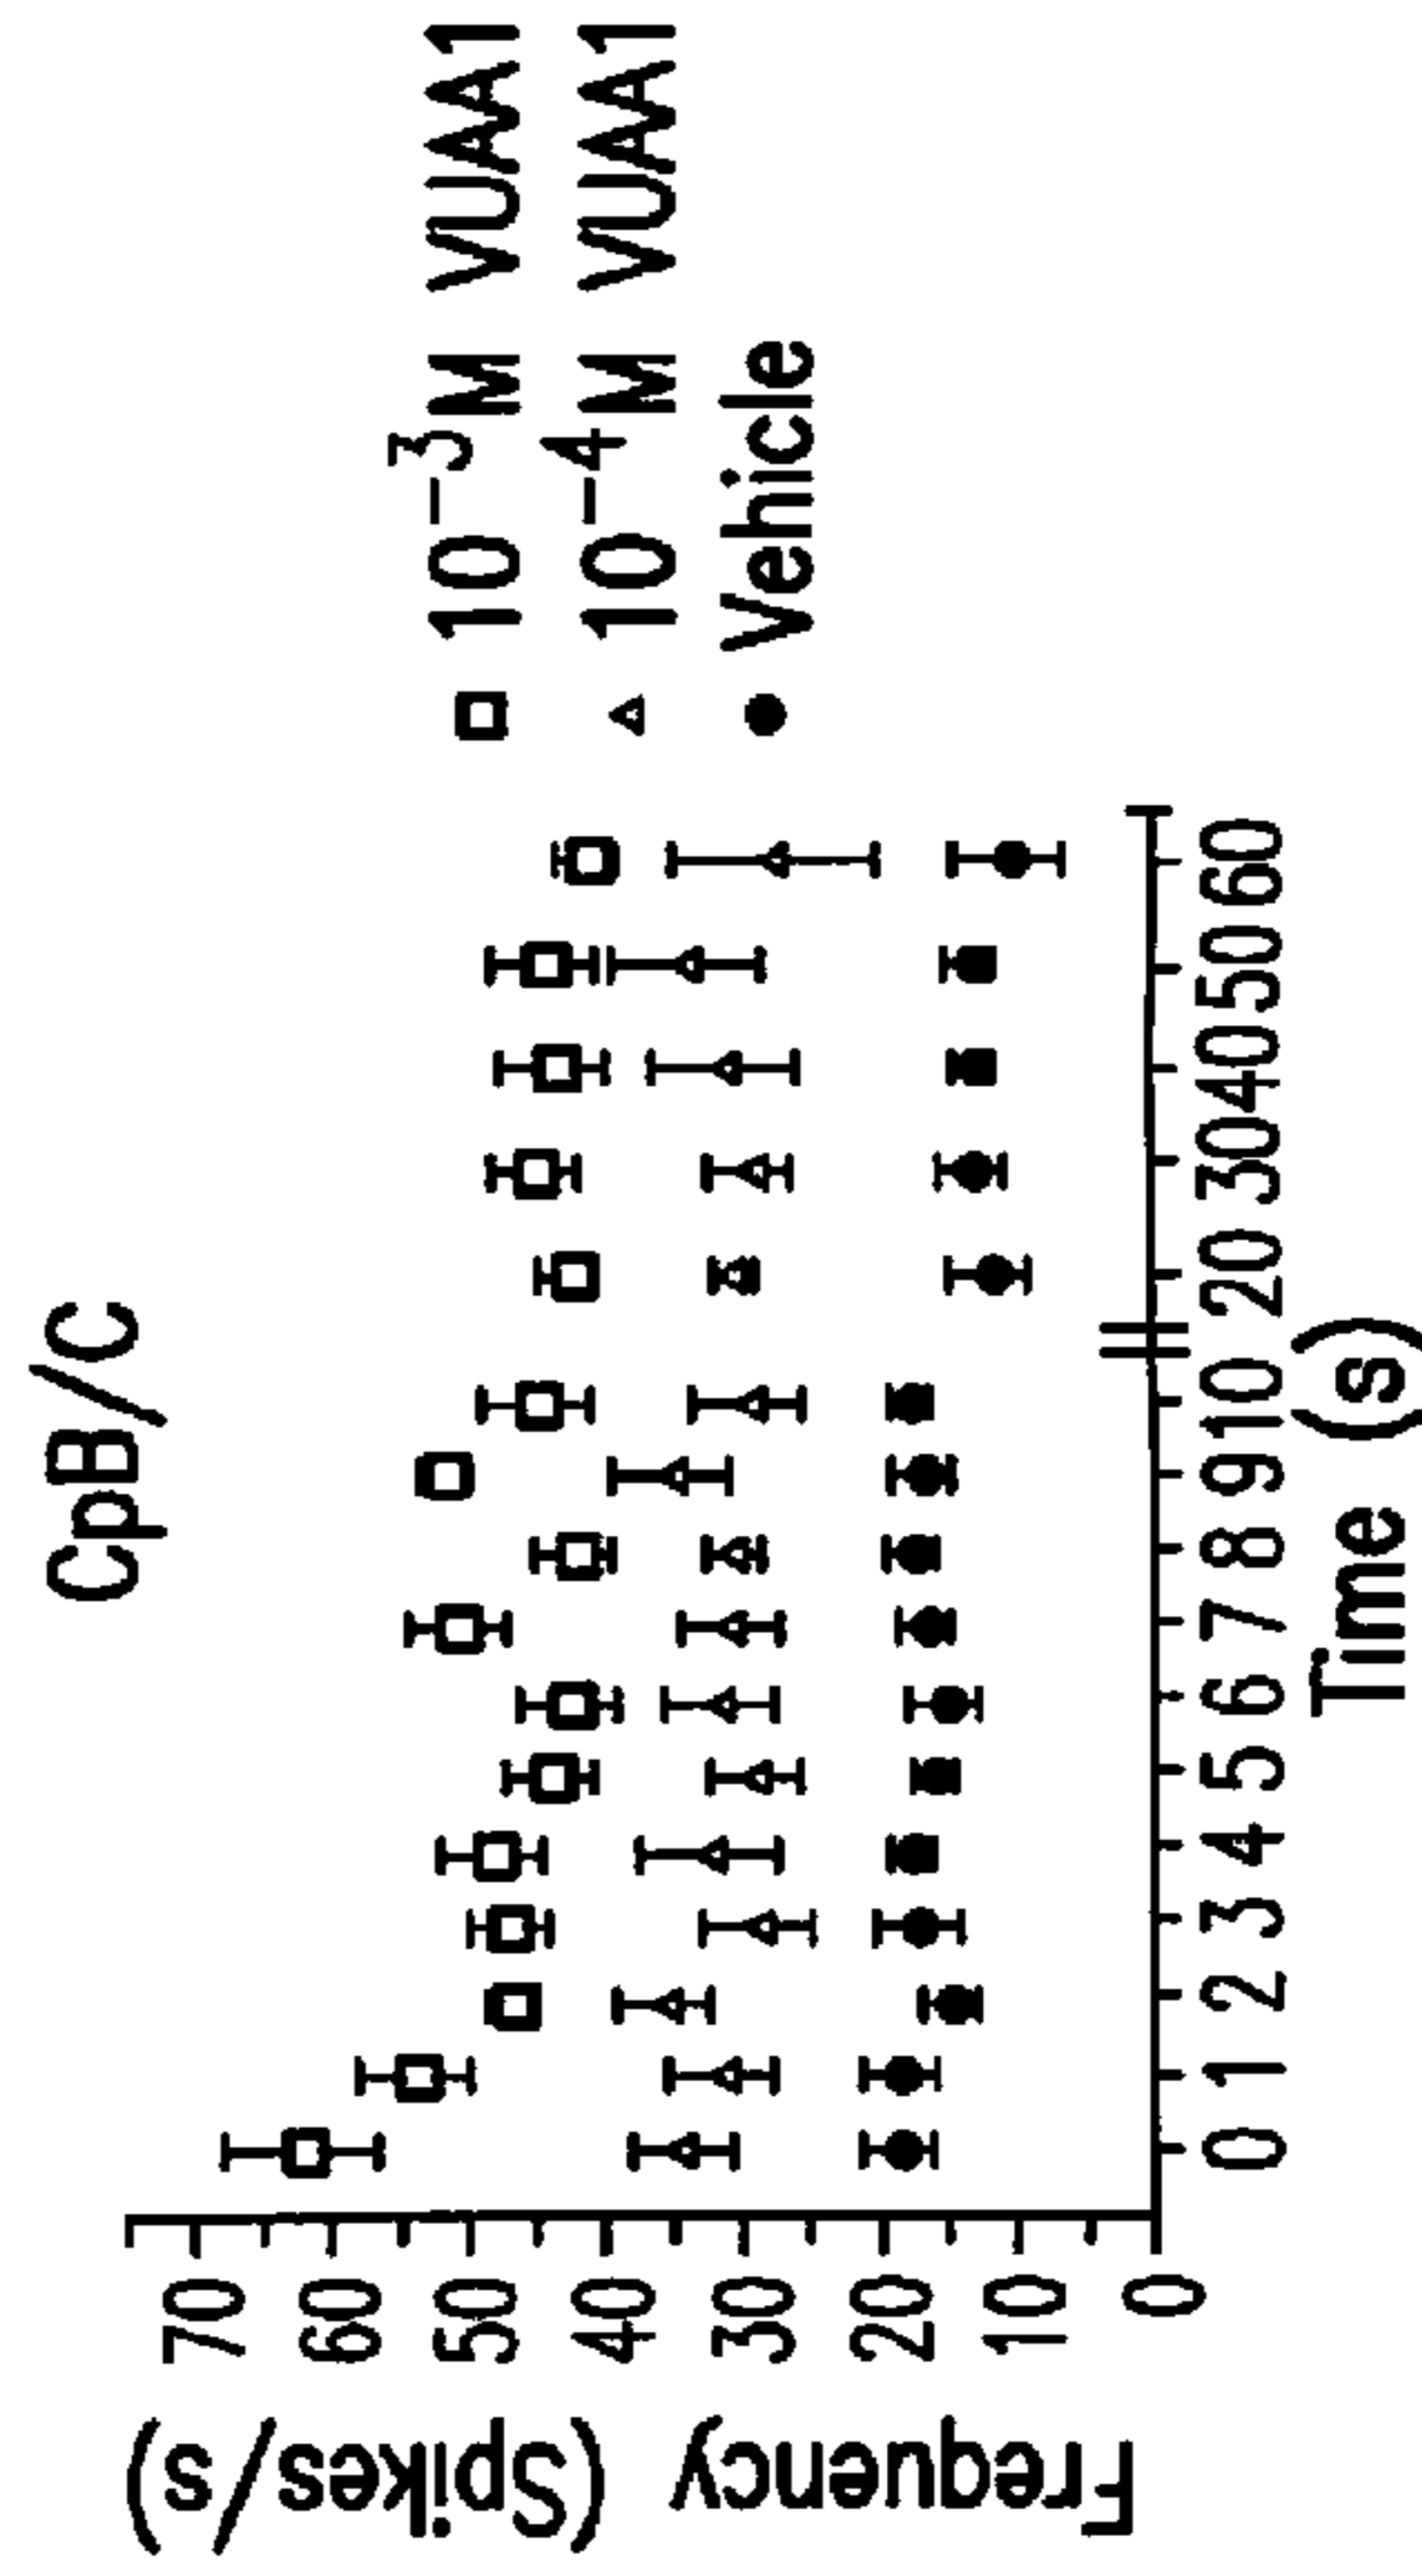 CpB/C
Frequency (Spikes/s)
70
60
50
40
30
20
10
0
0 1 2 3 4 5 6 7 8 9 10 20 30 40 50 60
Time (s)
10⁻³M VUAA1
10⁻⁴M VUAA1
Vehicle